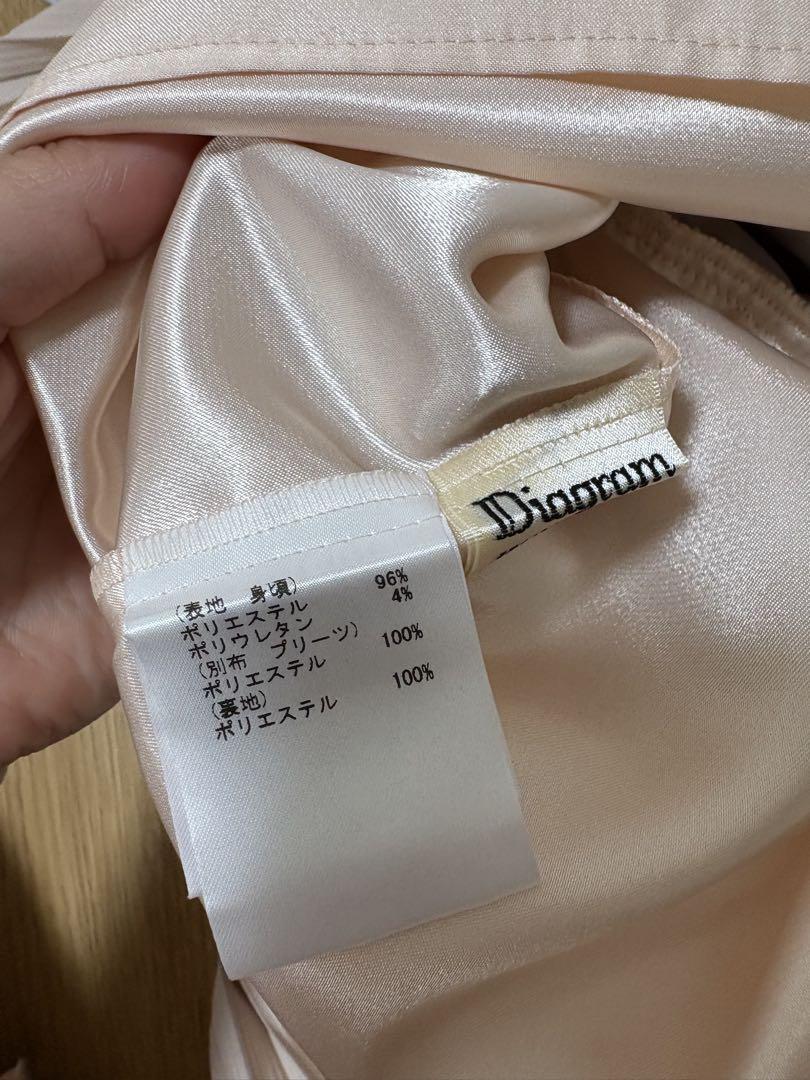 Diagram
(表地 身頃)
ポリエステル 96%
ポリウレタン 4%
(別布 プリーツ)
ポリエステル 100%
(裏地)
ポリエステル 100%